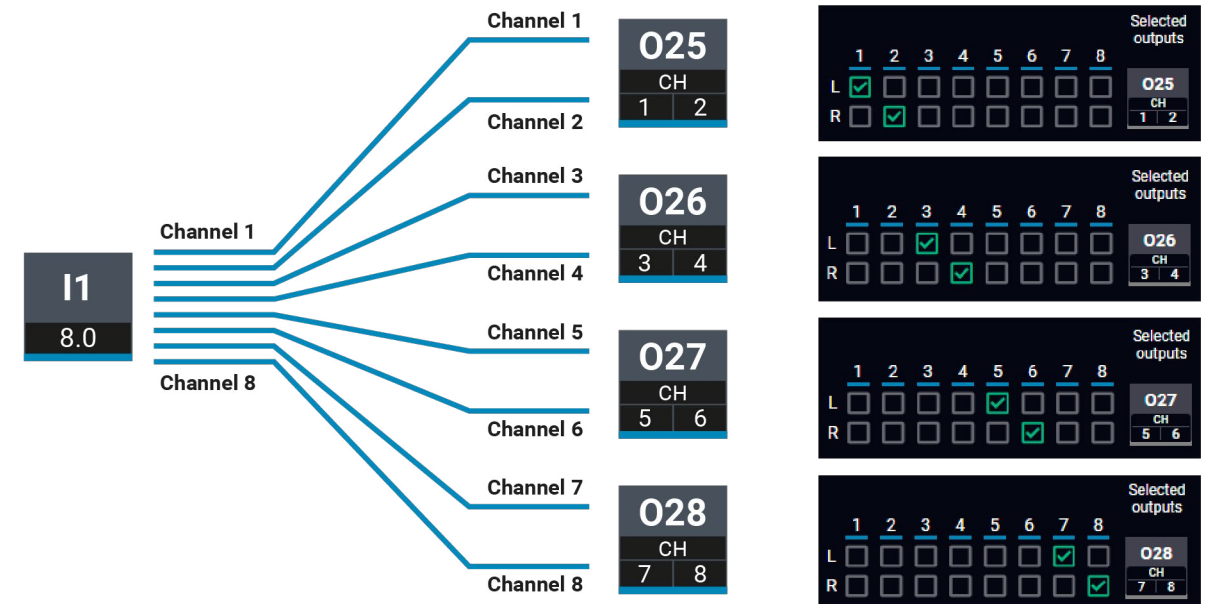 Channel 1
Channel 8
I1
8.0
Channel 1
Channel 2
O25
CH
1 2
Channel 3
Channel 4
O26
CH
3 4
Channel 5
Channel 6
O27
CH
5 6
Channel 7
Channel 8
O28
CH
7 8
Selected
outputs
1 2 3 4 5 6 7 8
L
R
O25
CH
1 2
Selected
outputs
1 2 3 4 5 6 7 8
L
R
O26
CH
3 4
Selected
outputs
1 2 3 4 5 6 7 8
L
R
O27
CH
5 6
Selected
outputs
1 2 3 4 5 6 7 8
L
R
O28
CH
7 8